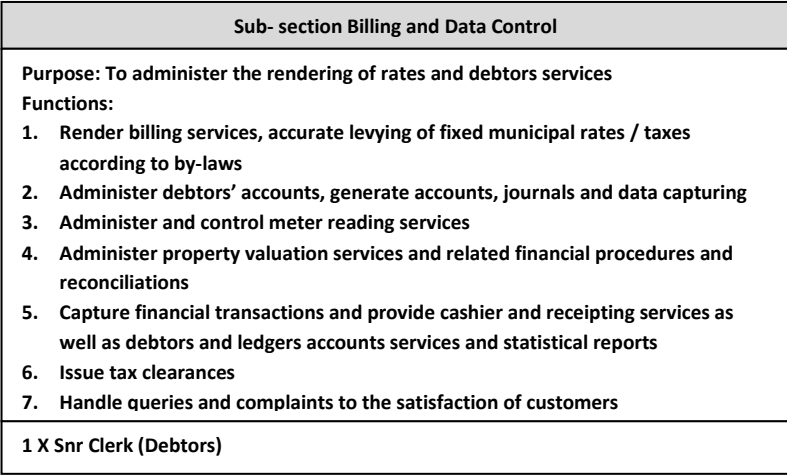 Sub- section Billing and Data Control
Purpose: To administer the rendering of rates and debtors services
Functions:
1. Render billing services, accurate levying of fixed municipal rates / taxes
according to by-laws
2. Administer debtors' accounts, generate accounts, journals and data capturing
3. Administer and control meter reading services
4. Administer property valuation services and related financial procedures and
reconciliations
5. Capture financial transactions and provide cashier and receipting services as
well as debtors and ledgers accounts services and statistical reports
6. Issue tax clearances
7. Handle queries and complaints to the satisfaction of customers
1 X Snr Clerk (Debtors)